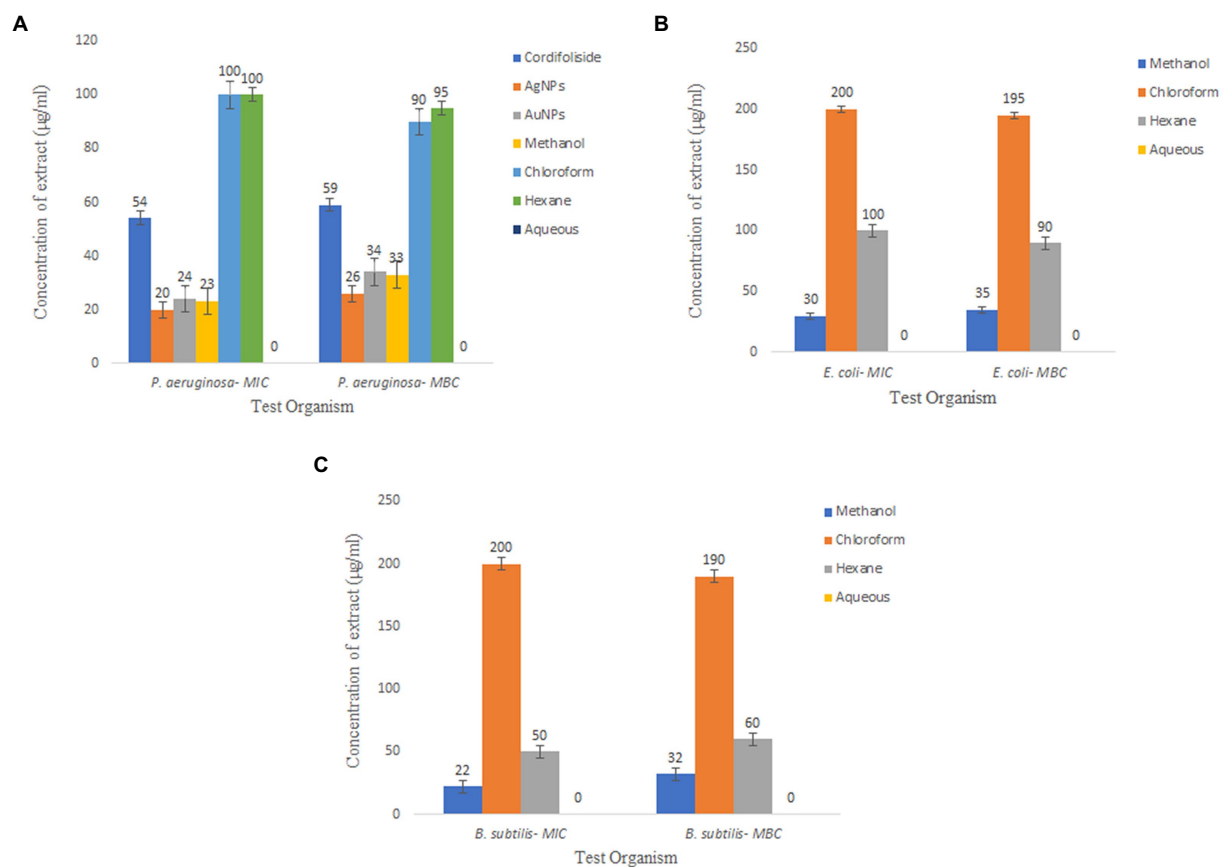 A
Concentration of extract (µg/ml)
120
100
80
60
40
20
0
54
20
24
23
100
100
0
59
26
34
33
90
95
0
P. aeruginosa- MIC
P. aeruginosa- MBC
Test Organism
Cordifoliside
AgNPs
AuNPs
Methanol
Chloroform
Hexane
Aqueous
B
Concentration of extract (µg/ml)
250
200
150
100
50
0
30
200
100
0
35
195
90
0
E. coli- MIC
E. coli- MBC
Test Organism
Methanol
Chloroform
Hexane
Aqueous
C
Concentration of extract (µg/ml)
250
200
150
100
50
0
22
200
50
0
32
190
60
0
B. subtilis- MIC
B. subtilis- MBC
Test Organism
Methanol
Chloroform
Hexane
Aqueous